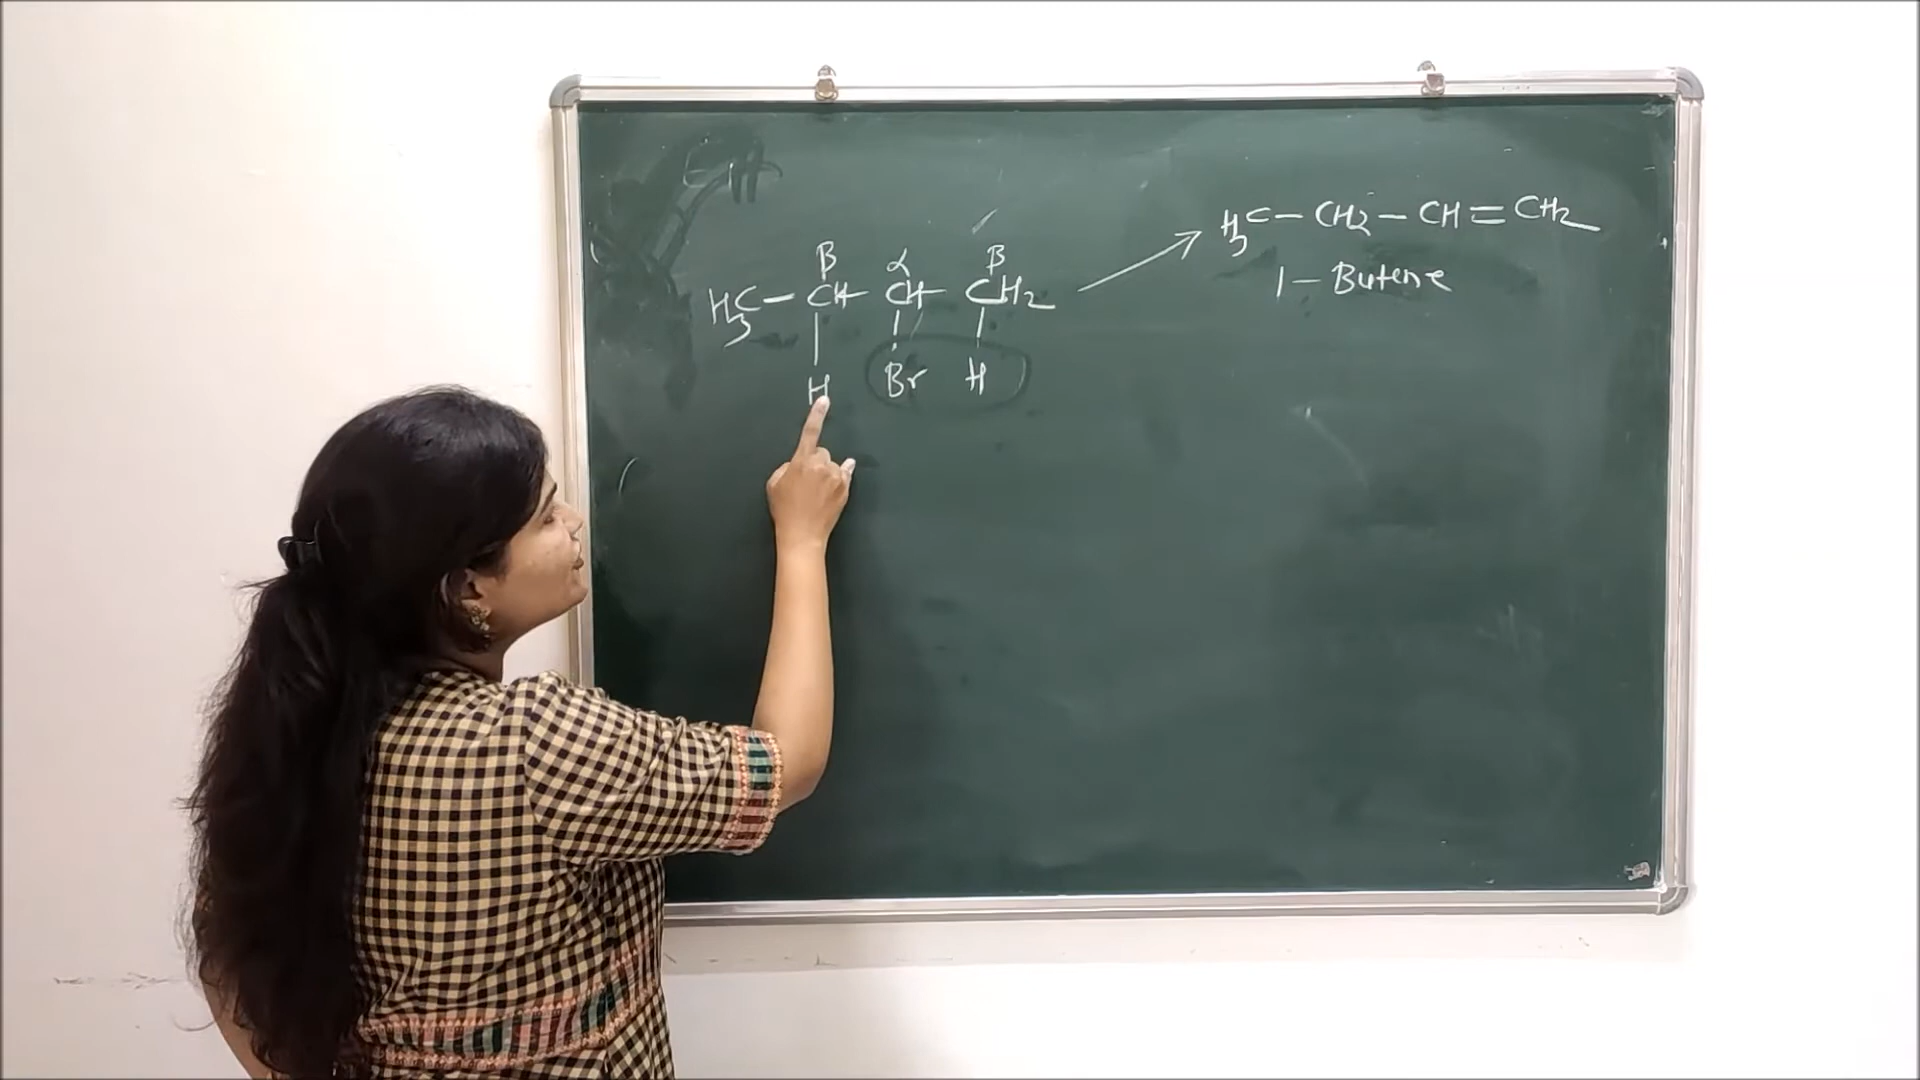 H3C – CH2 – CH = CH2
1 – Butene
β α β
H3C – CH – CH – CH2
H Br H